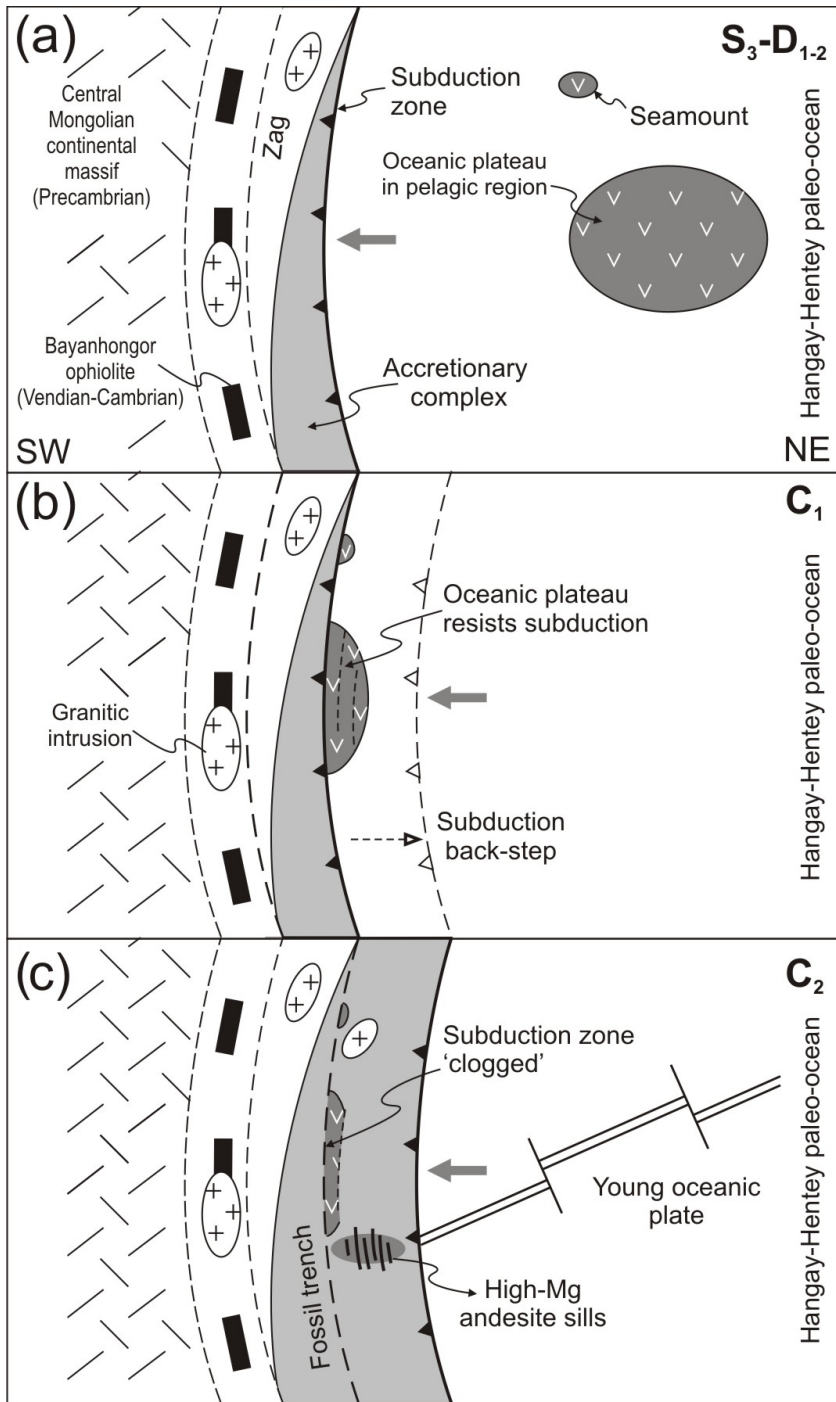 (a)
S3-D1-2
Central
Mongolian
continental
massif
(Precambrian)
Zag
Subduction
zone
Seamount
Oceanic plateau
in pelagic region
Hangay-Hentey paleo-ocean
Bayanhongor
ophiolite
(Vendian-Cambrian)
Accretionary
complex
SW
NE
(b)
C1
Oceanic plateau
resists subduction
Granitic
intrusion
Subduction
back-step
Hangay-Hentey paleo-ocean
(c)
C2
Subduction zone
‘clogged’
Young oceanic
plate
High-Mg
andesite sills
Fossil trench
Hangay-Hentey paleo-ocean